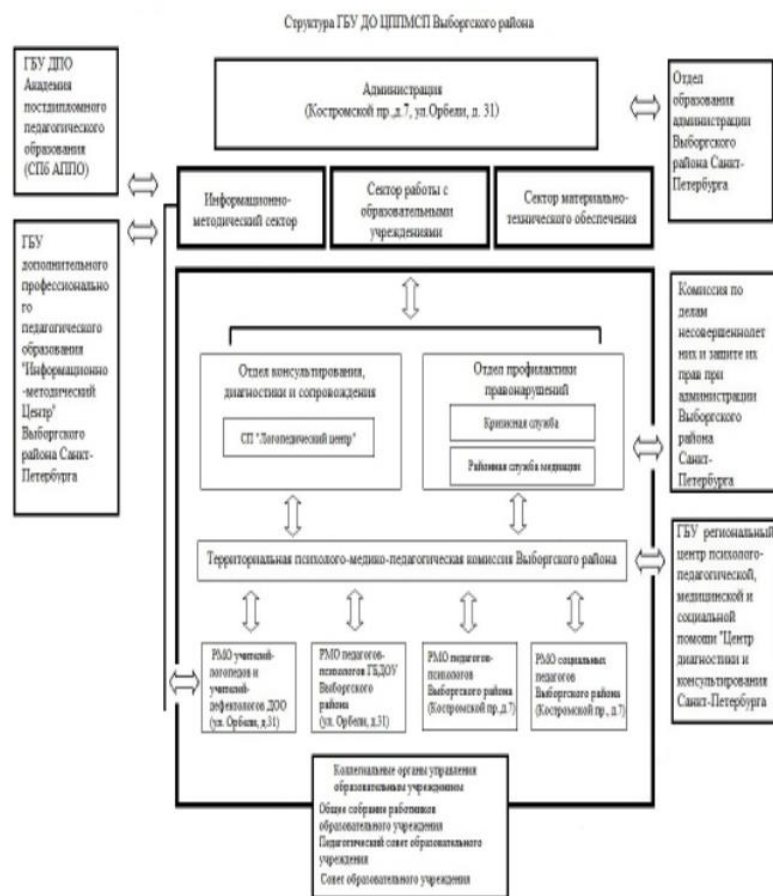 Структура ГБУ ДО ЦППМСП Выборгского района
ГБУ ДПО
Академия
постдипломного
педагогического
образования
(СПб АППО)
Администрация
(Костромской пр.,д.7, ул.Орбели, д. 31)
Отдел
образования
администрации
Выборгского
района Санкт-
Петербурга
Информационно-
методический сектор
Сектор работы с
образовательными
учреждениями
Сектор материально-
технического обеспечения
ГБУ
дополнительного
профессионально
го
педагогического
образования
"Информационно
-методический
Центр"
Выборгского
района Санкт-
Петербурга
Отдел консультирования,
диагностики и сопровождения
СП "Логопедический центр"
Отдел профилактики
правонарушений
Кризисная служба
Районная служба медиации
Комиссия по
делам
несовершеннолет
них и защите их
прав при
администрации
Выборгского
района
Санкт-
Петербурга
Территориальная психолого-медико-педагогическая комиссия Выборгского района
ГБУ региональный
центр психолого-
педагогической,
медицинской и
социальной
помощи "Центр
диагностики и
консультирования
Санкт-Петербурга
РМО учителей-
логопедов и
учителей-
дефектологов ДОО
(ул. Орбели, д.31)
РМО педагогов-
психологов ГБДОУ
Выборгского
района
(ул. Орбели, д.31)
РМО педагогов-
психологов
Выборгского района
(Костромской пр.,д.7)
РМО социальных
педагогов
Выборгского района
(Костромской пр., д.7)
Коллегиальные органы управления
образовательным учреждением
Общее собрание работников
образовательного учреждения
Педагогический совет образовательного
учреждения
Совет образовательного учреждения